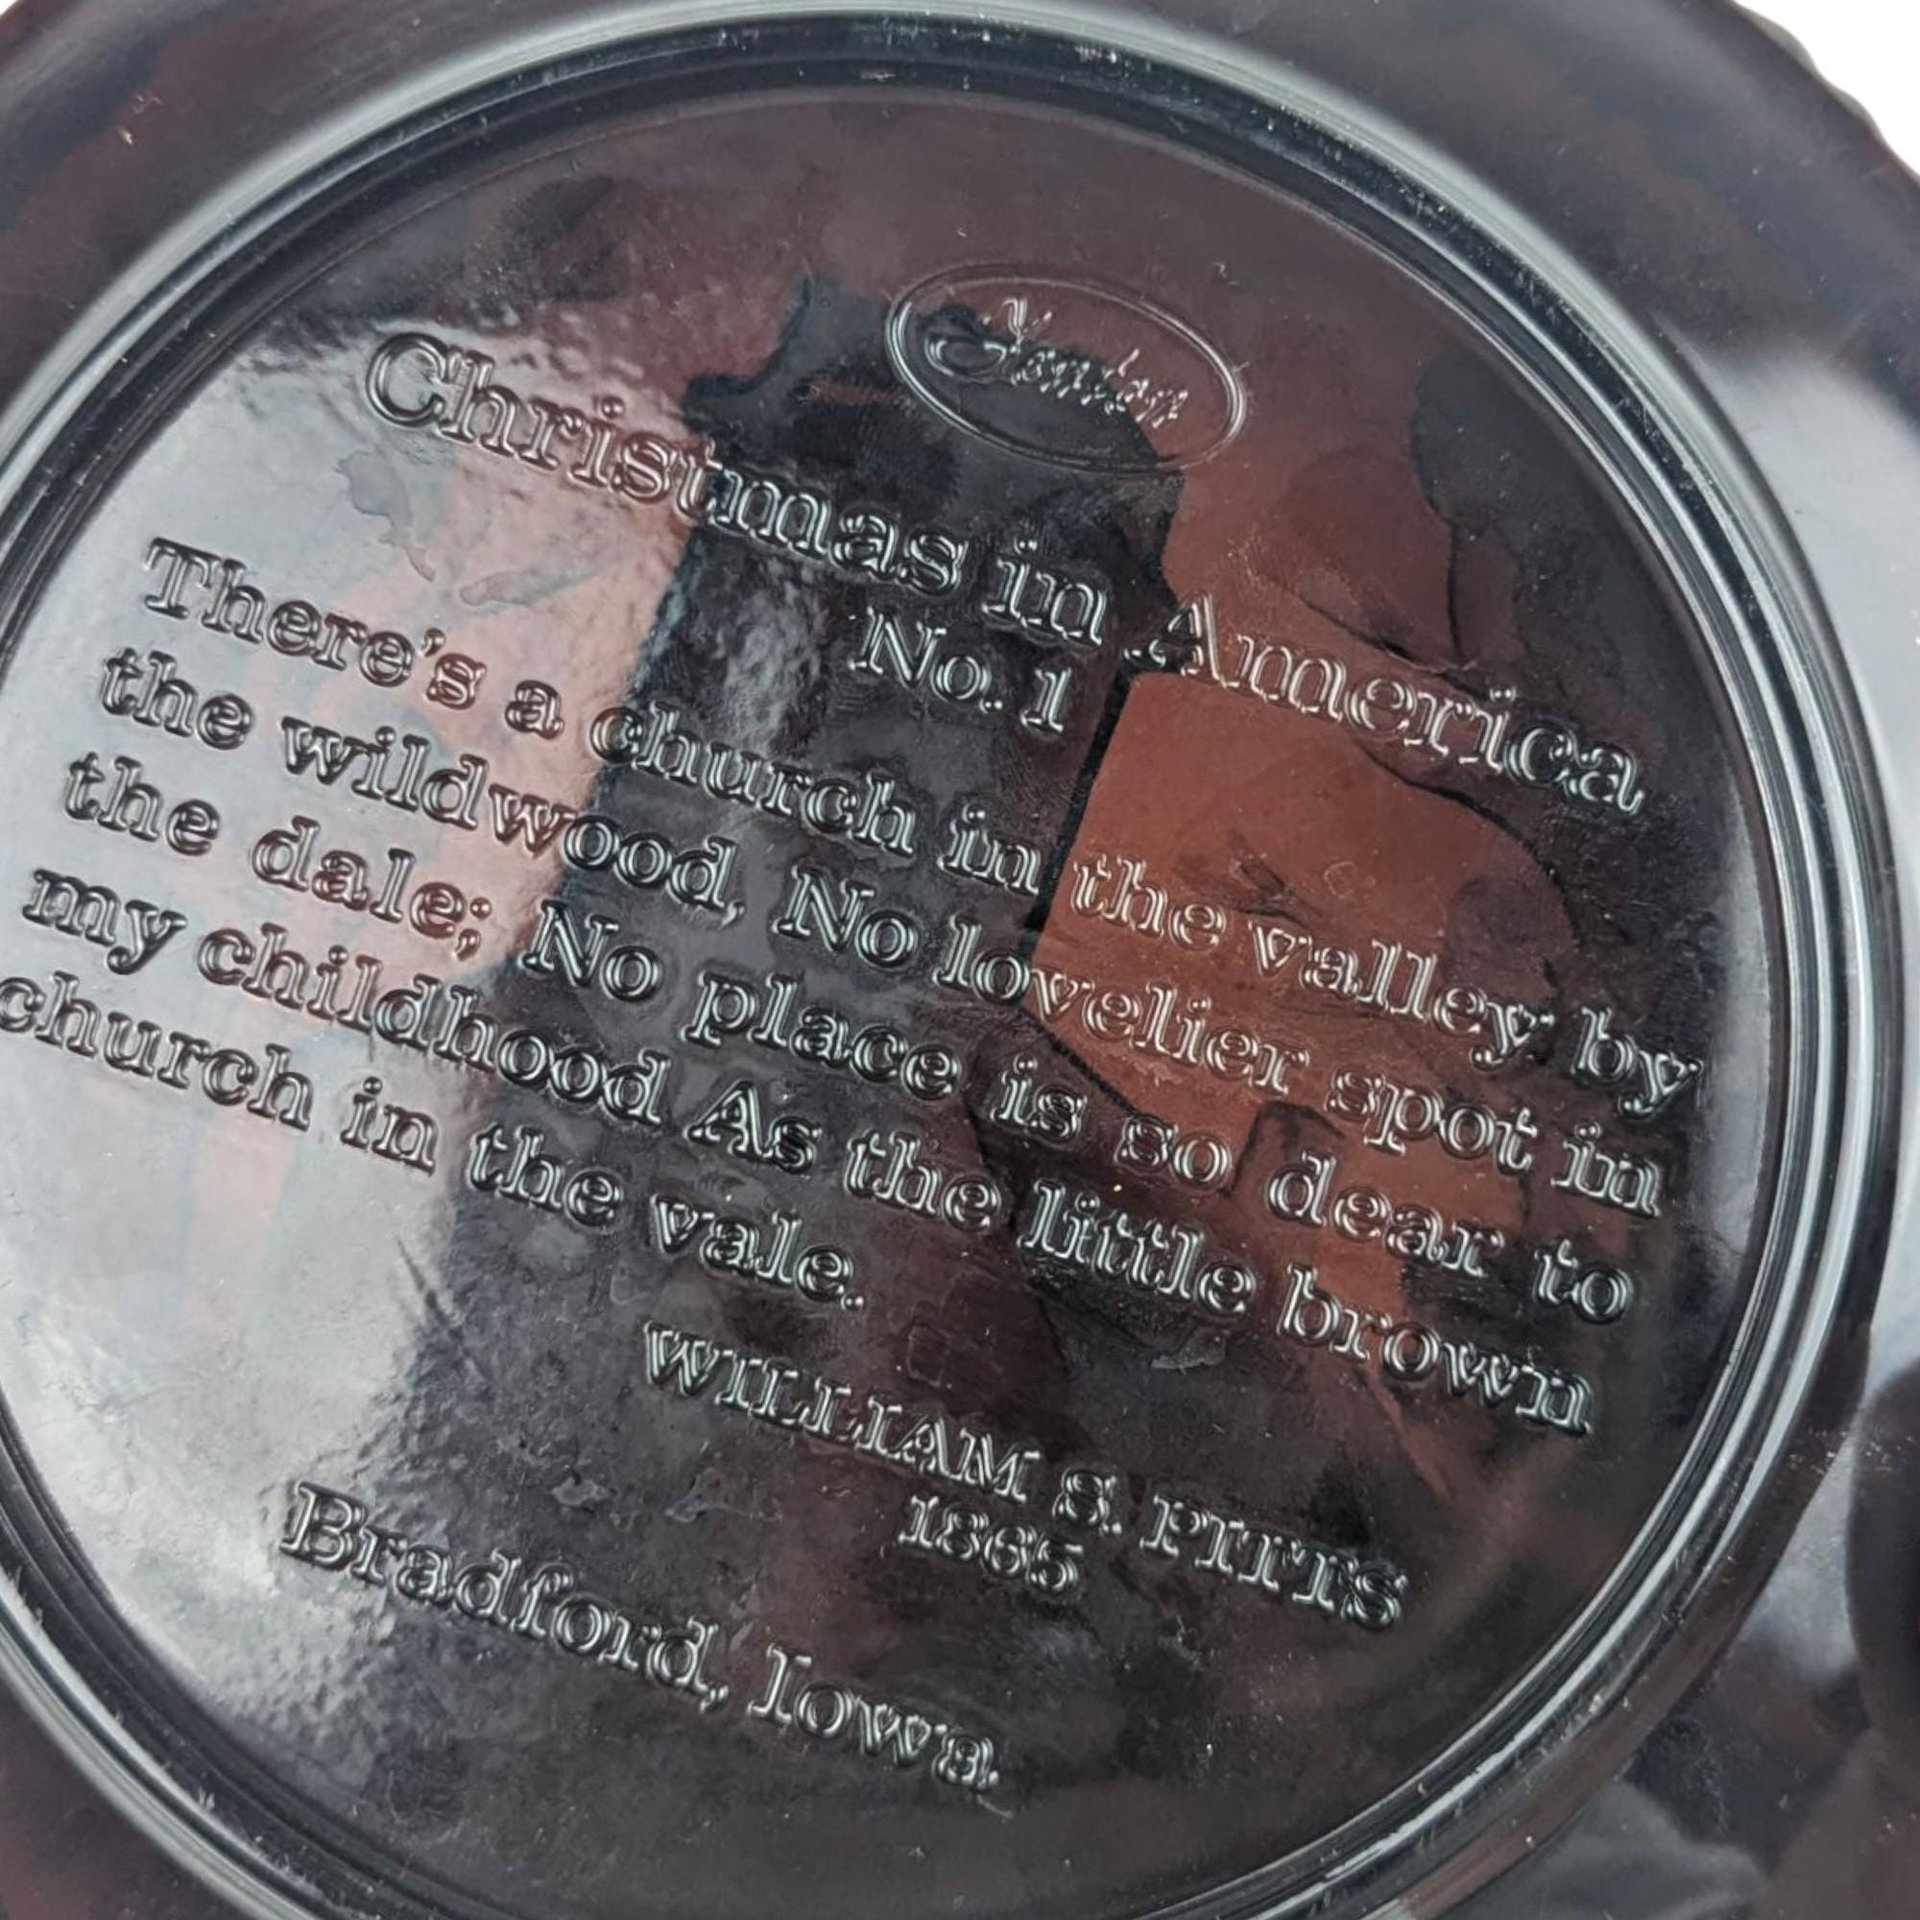 Fenton
Christmas in America
No. 1
There's a church in the valley by
the wildwood, No lovelier spot in
the dale; No place is so dear to
my childhood As the little brown
church in the vale.
WILLIAM S. PITTS
1865
Bradford, Iowa